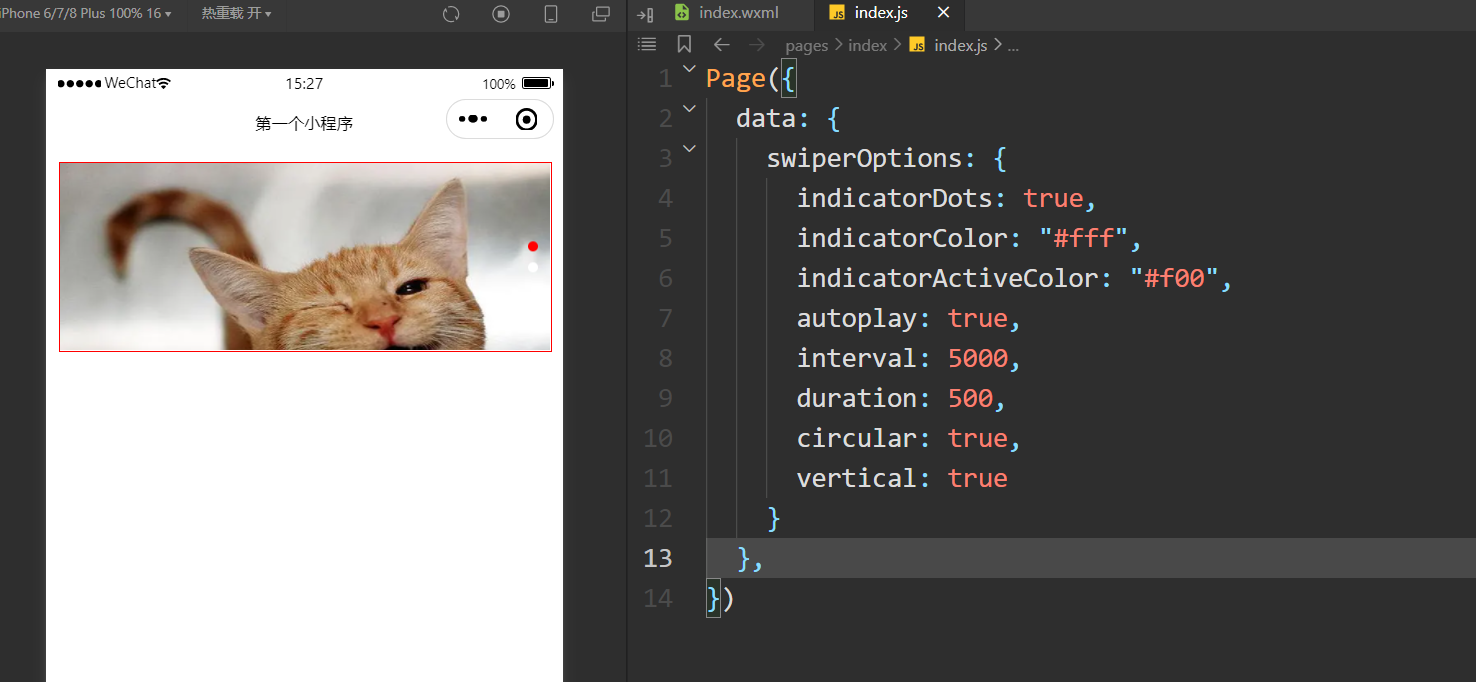 iPhone 6/7/8 Plus 100% 16
热重载 开
WeChat
15:27
100%
第一个小程序
index.wxml
JS index.js
pages index JS index.js ...
1 Page({
2 data: {
3 swiperOptions: {
4 indicatorDots: true,
5 indicatorColor: "#fff",
6 indicatorActiveColor: "#f00",
7 autoplay: true,
8 interval: 5000,
9 duration: 500,
10 circular: true,
11 vertical: true
12 }
13 },
14 })